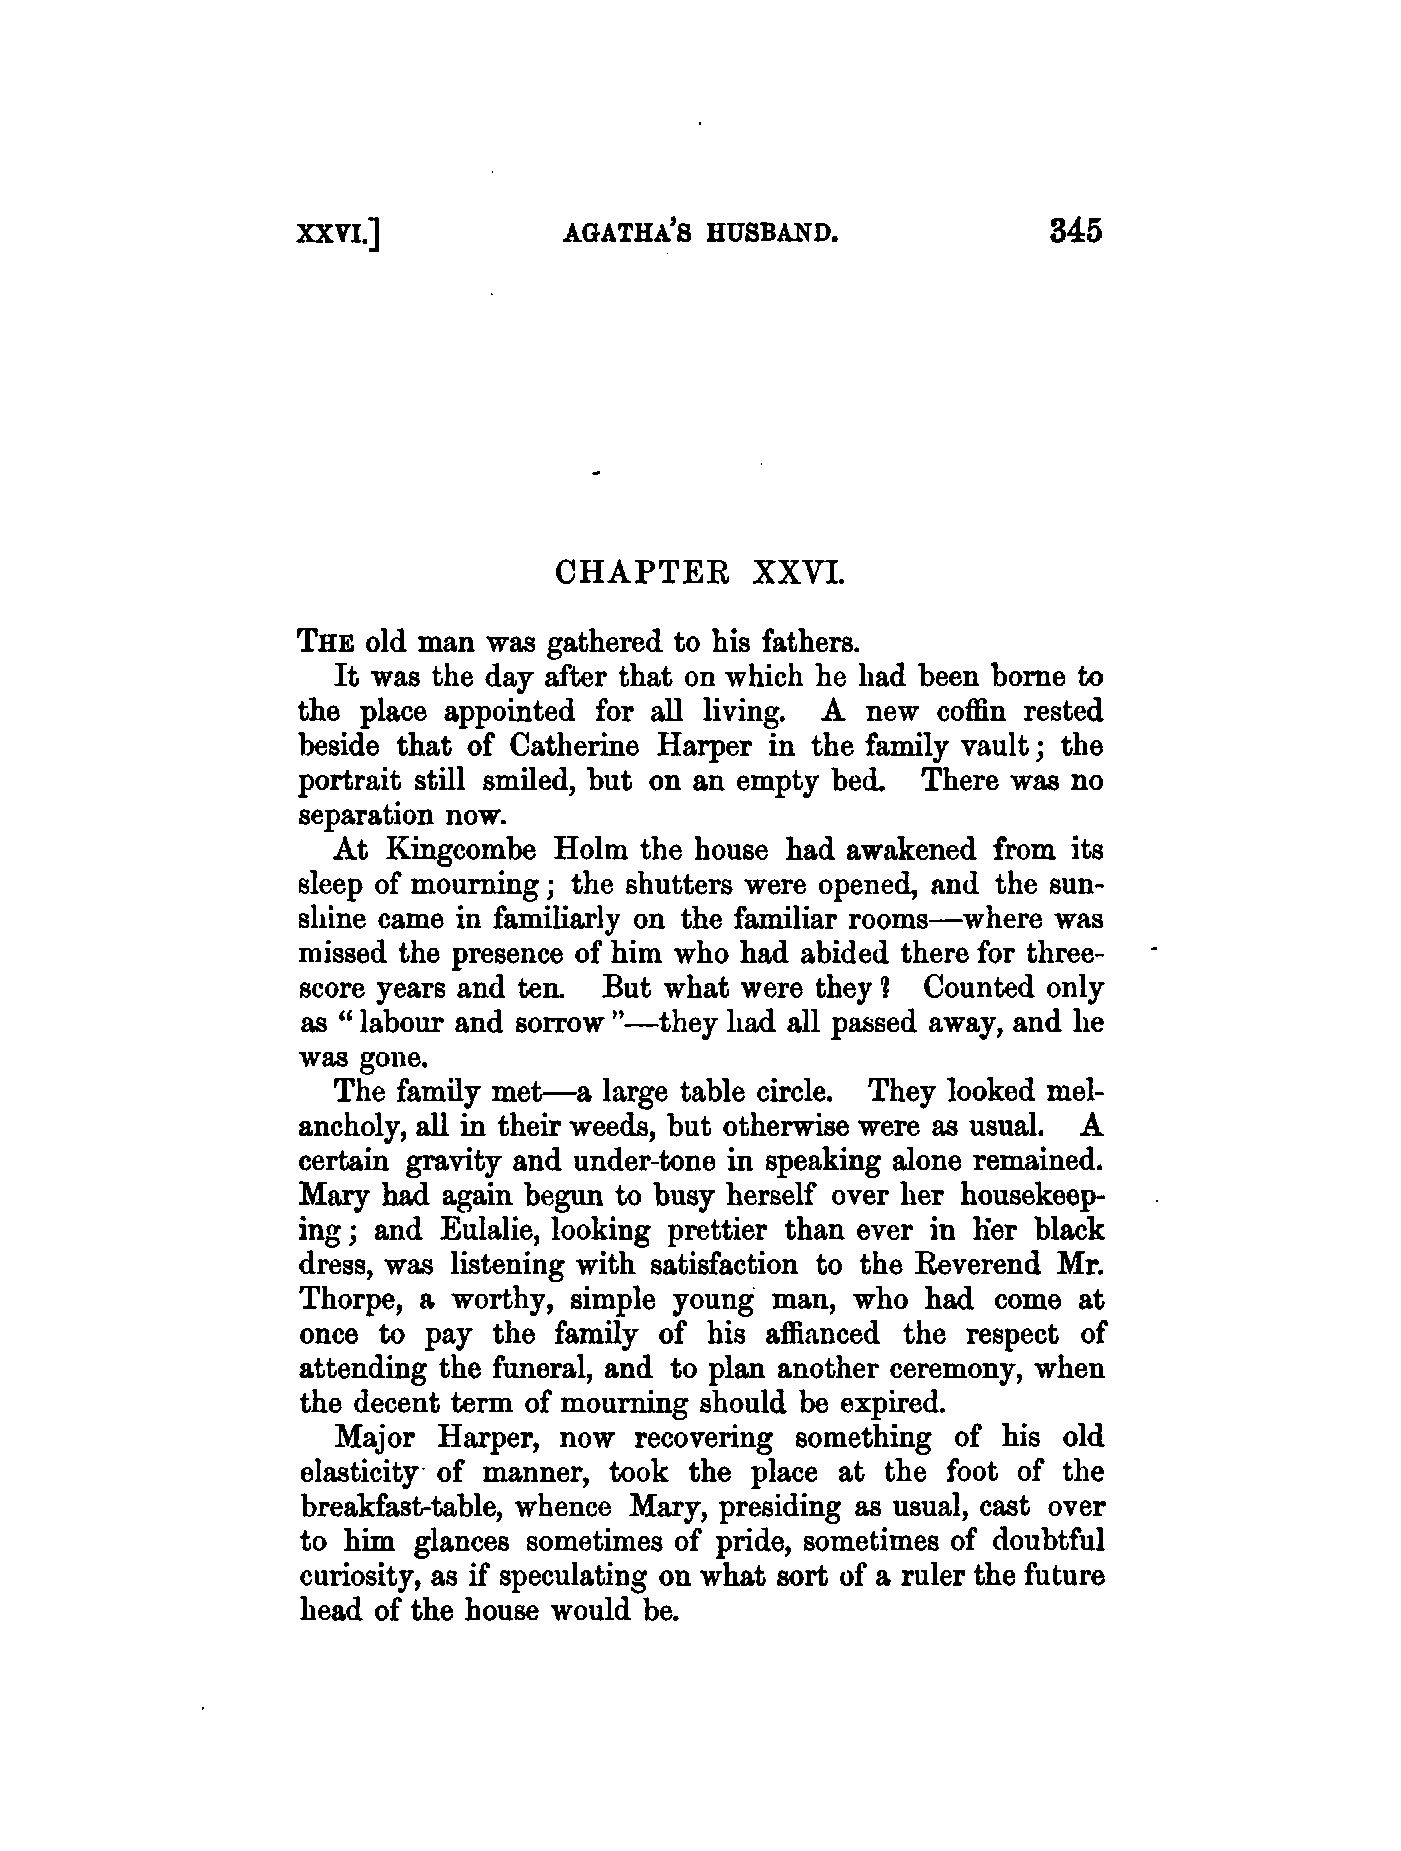 XXVI.] AGATHA'S HUSBAND. 345
CHAPTER XXVI.
THE old man was gathered to his fathers.
It was the day after that on which he had been borne to
the place appointed for all living. A new coffin rested
beside that of Catherine Harper in the family vault; the
portrait still smiled, but on an empty bed. There was no
separation now.
At Kingcombe Holm the house had awakened from its
sleep of mourning; the shutters were opened, and the sun-
shine came in familiarly on the familiar rooms—where was
missed the presence of him who had abided there for three-
score years and ten. But what were they? Counted only
as "labour and sorrow"—they had all passed away, and he
was gone.
The family met—a large table circle. They looked mel-
ancholy, all in their weeds, but otherwise were as usual. A
certain gravity and under-tone in speaking alone remained.
Mary had again begun to busy herself over her housekeep-
ing; and Eulalie, looking prettier than ever in her black
dress, was listening with satisfaction to the Reverend Mr.
Thorpe, a worthy, simple young man, who had come at
once to pay the family of his affianced the respect of
attending the funeral, and to plan another ceremony, when
the decent term of mourning should be expired.
Major Harper, now recovering something of his old
elasticity of manner, took the place at the foot of the
breakfast-table, whence Mary, presiding as usual, cast over
to him glances sometimes of pride, sometimes of doubtful
curiosity, as if speculating on what sort of a ruler the future
head of the house would be.